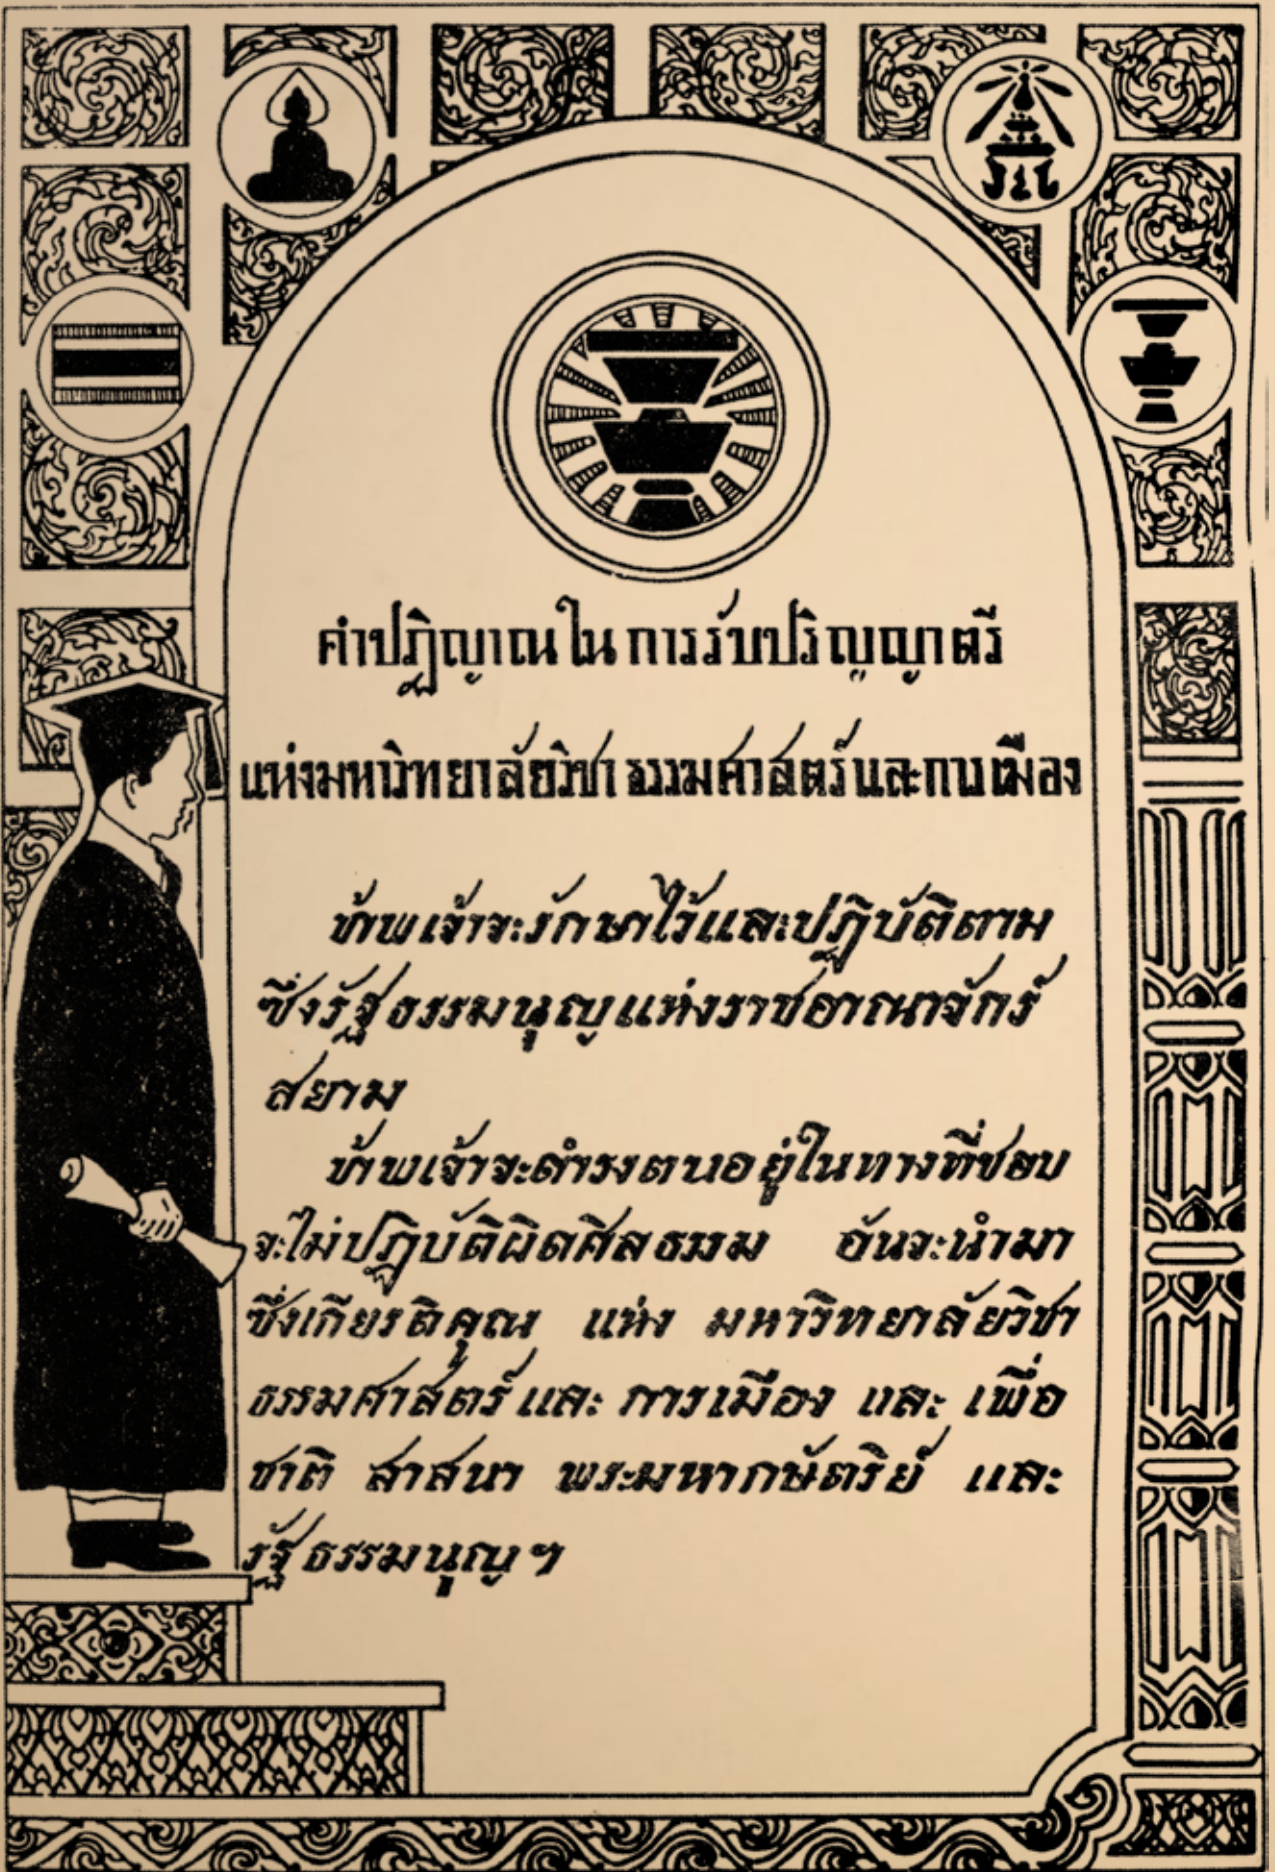 คำปฏิญาณในการรับปริญญาตรี
แห่งมหาวิทยาลัยวิชาธรรมศาสตร์และการเมือง
ข้าพเจ้าจะรักษาไว้และปฏิบัติตาม
ซึ่งรัฐธรรมนูญแห่งราชอาณาจักร์
สยาม
ข้าพเจ้าจะดำรงตนอยู่ในทางที่ชอบ
จะไม่ปฏิบัติผิดศีลธรรม อันจะนำมา
ซึ่งเกียรติคุณ แห่ง มหาวิทยาลัยวิชา
ธรรมศาสตร์และ การเมือง และ เพื่อ
ชาติ สาสนา พระมหากษัตริย์ และ
รัฐธรรมนูญฯ